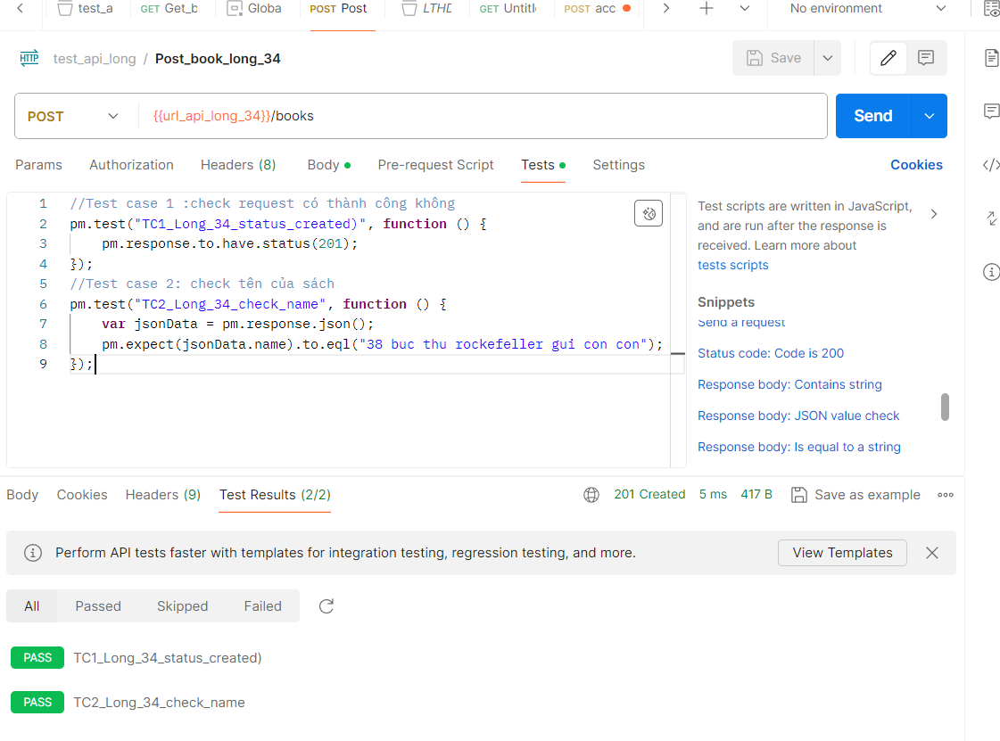 test_a GET Get_b Globa POST Post LTHD GET Untitl POST acc No environment
HTTP test_api_long / Post_book_long_34 Save
POST {{url_api_long_34}}/books Send
Params Authorization Headers (8) Body Pre-request Script Tests Settings Cookies
1 //Test case 1 :check request có thành công không
2 pm.test("TC1_Long_34_status_created)", function () {
3 pm.response.to.have.status(201);
4 });
5 //Test case 2: check tên của sách
6 pm.test("TC2_Long_34_check_name", function () {
7 var jsonData = pm.response.json();
8 pm.expect(jsonData.name).to.eql("38 buc thu rockefeller gui con con");
9 });
Test scripts are written in JavaScript,
and are run after the response is
received. Learn more about
tests scripts
Snippets
Send a request
Status code: Code is 200
Response body: Contains string
Response body: JSON value check
Response body: Is equal to a string
Body Cookies Headers (9) Test Results (2/2) 201 Created 5 ms 417 B Save as example
Perform API tests faster with templates for integration testing, regression testing, and more. View Templates
All Passed Skipped Failed
PASS TC1_Long_34_status_created)
PASS TC2_Long_34_check_name